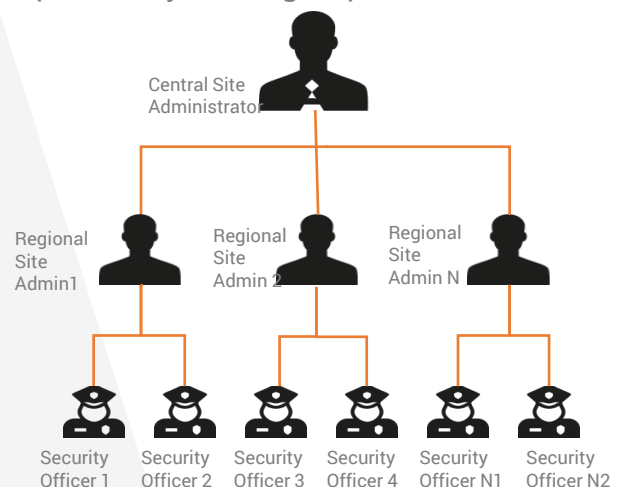 Central Site
Administrator
Regional
Site
Admin1
Regional
Site
Admin 2
Regional
Site
Admin N
Security
Officer 1
Security
Officer 2
Security
Officer 3
Security
Officer 4
Security
Officer N1
Security
Officer N2